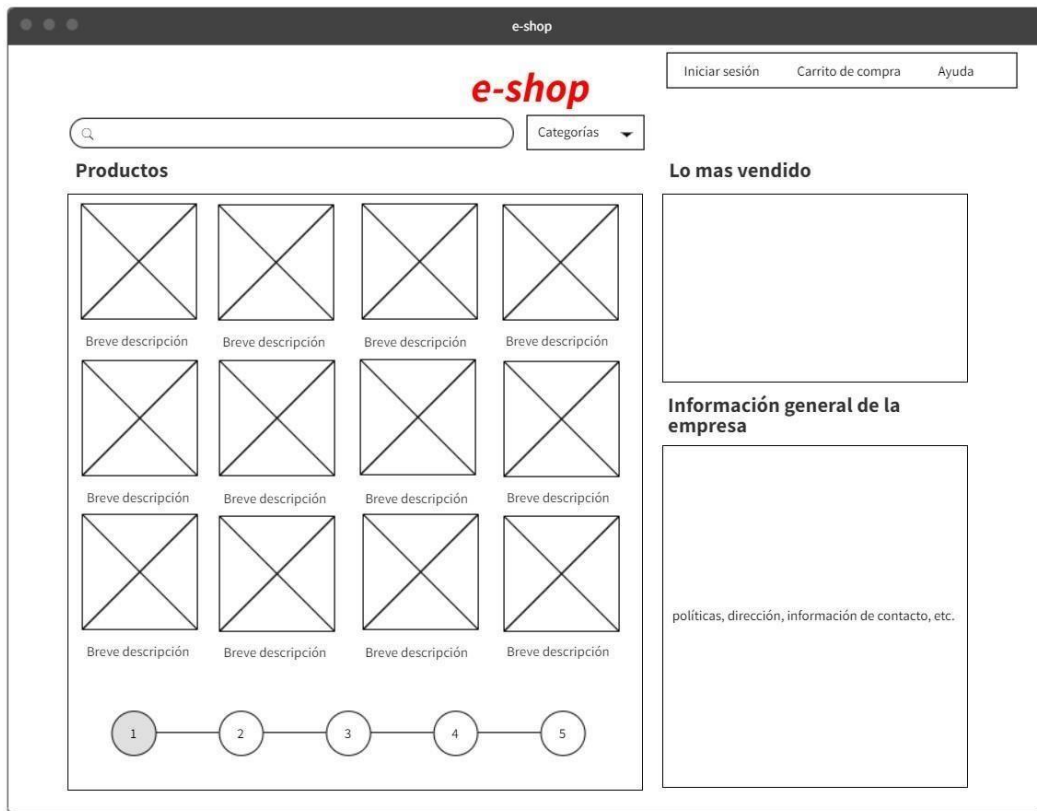 e-shop
Iniciar sesión Carrito de compra Ayuda
e-shop
Categorías
Productos
Lo mas vendido
Breve descripción Breve descripción Breve descripción Breve descripción
Breve descripción Breve descripción Breve descripción Breve descripción
Breve descripción Breve descripción Breve descripción Breve descripción
1 2 3 4 5
Información general de la
empresa
políticas, dirección, información de contacto, etc.